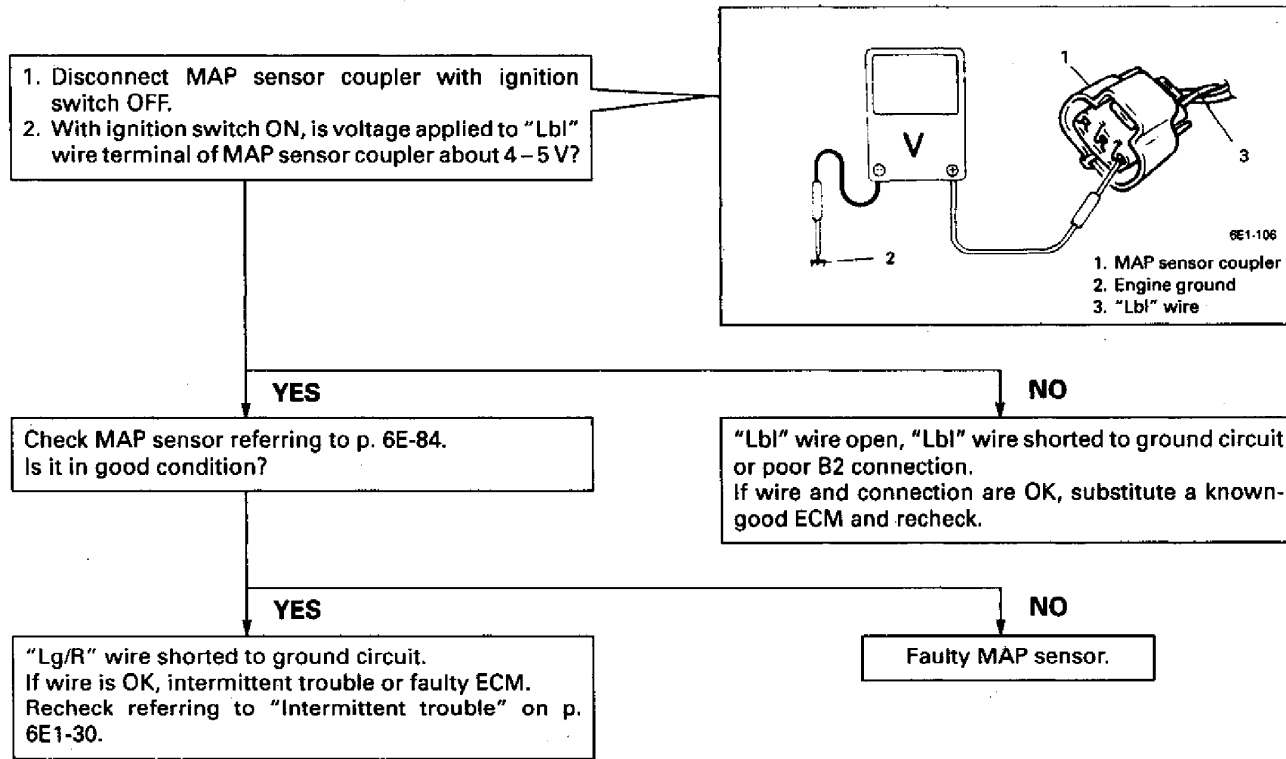 1. Disconnect MAP sensor coupler with ignition
switch OFF.
2. With ignition switch ON, is voltage applied to "Lbl"
wire terminal of MAP sensor coupler about 4–5 V?
1
V
3
2
6E1-106
1. MAP sensor coupler
2. Engine ground
3. "Lbl" wire
YES
NO
Check MAP sensor referring to p. 6E-84.
Is it in good condition?
"Lbl" wire open, "Lbl" wire shorted to ground circuit
or poor B2 connection.
If wire and connection are OK, substitute a known-
good ECM and recheck.
YES
NO
"Lg/R" wire shorted to ground circuit.
If wire is OK, intermittent trouble or faulty ECM.
Recheck referring to "Intermittent trouble" on p.
6E1-30.
Faulty MAP sensor.